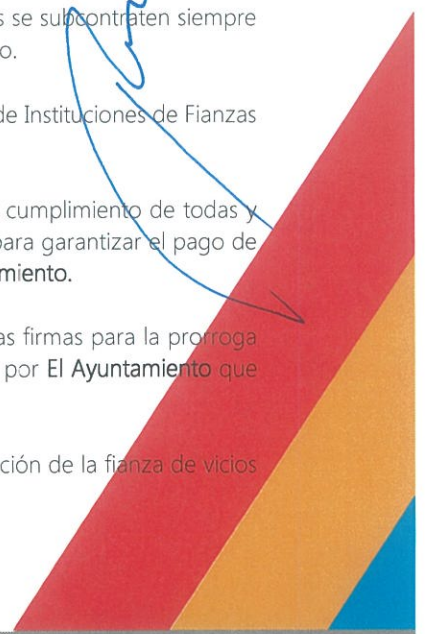 s se subcontraten siempre
o.
de Instituciones de Fianzas
cumplimiento de todas y
para garantizar el pago de
miento.
as firmas para la prorroga
por El Ayuntamiento que
ción de la fianza de vicios